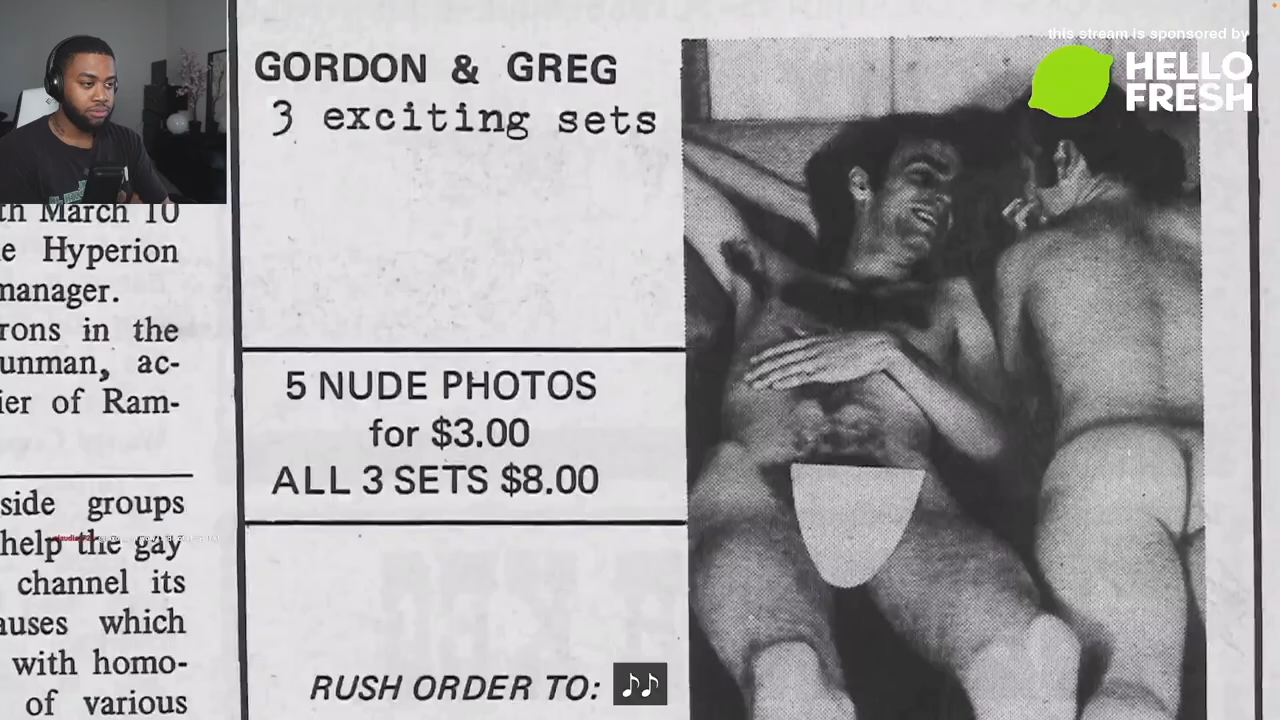 this stream is sponsored by
HELLO
FRESH
GORDON & GREG
3 exciting sets
5 NUDE PHOTOS
for $3.00
ALL 3 SETS $8.00
RUSH ORDER TO:
th March 10
e Hyperion
manager.
rons in the
unman, ac-
ier of Ram-
side groups
help the gay
channel its
auses which
with homo-
of various